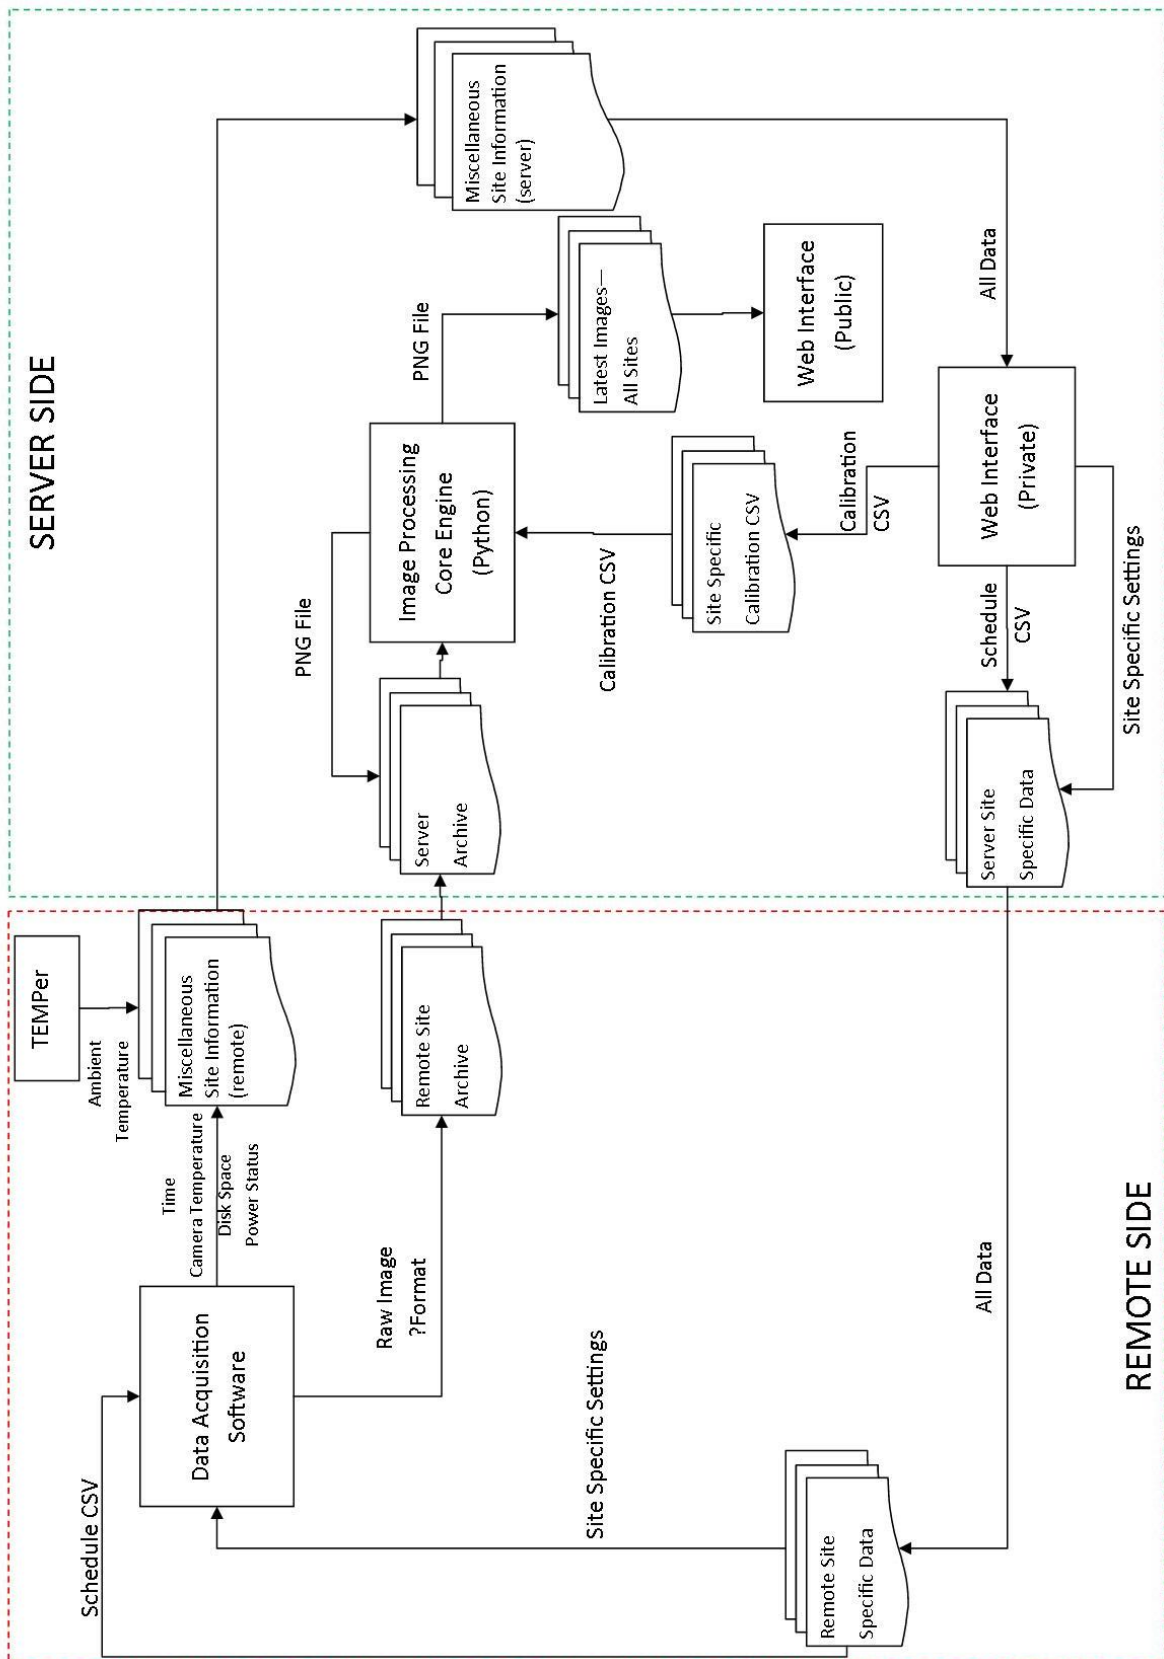 SERVER SIDE
REMOTE SIDE
Schedule CSV
Data Acquisition
Software
Time
Camera Temperature
Disk Space
Power Status
TEMPer
Ambient
Temperature
Miscellaneous
Site Information
(remote)
Raw Image
?Format
Remote Site
Archive
Site Specific Settings
Remote Site
Specific Data
All Data
Server
Archive
PNG File
Image Processing
Core Engine
(Python)
PNG File
Calibration CSV
Site Specific
Calibration CSV
Latest Images—
All Sites
Web Interface
(Public)
Miscellaneous
Site Information
(server)
All Data
Web Interface
(Private)
Calibration
CSV
Schedule
CSV
Site Specific Settings
Server Site
Specific Data